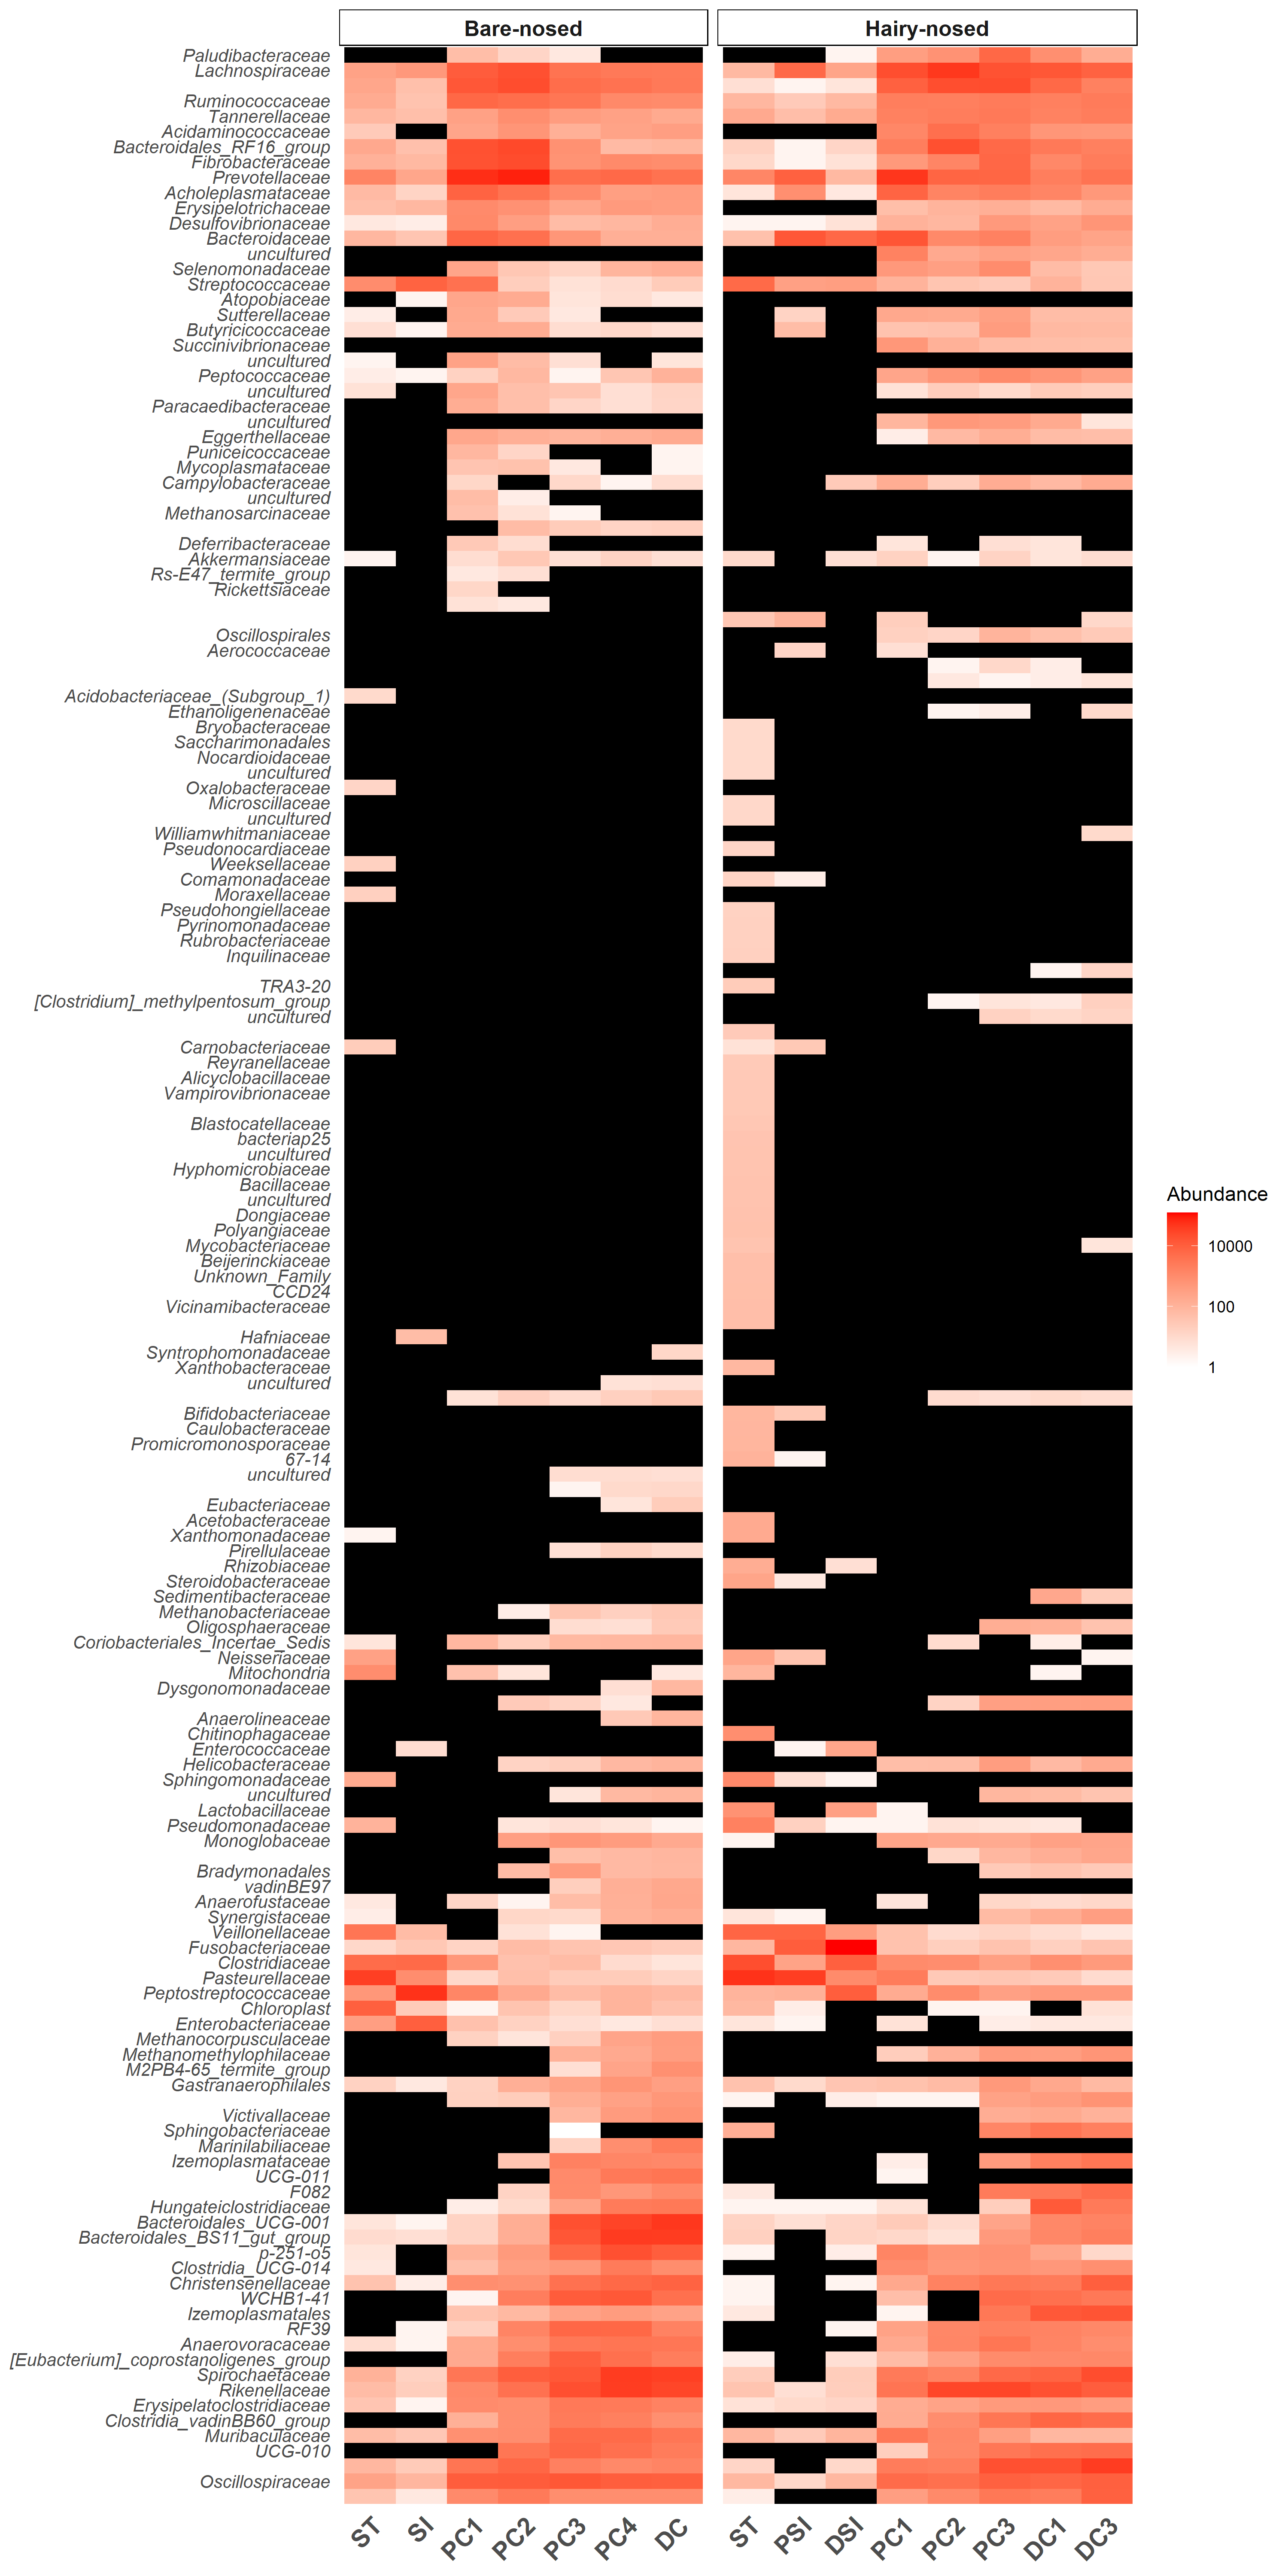 Bare-nosed Hairy-nosed
Paludibacteraceae
Lachnospiraceae
Ruminococcaceae
Tannerellaceae
Acidaminococcaceae
Bacteroidales_RF16_group
Fibrobacteraceae
Prevotellaceae
Acholeplasmataceae
Erysipelotrichaceae
Desulfovibrionaceae
Bacteroidaceae
uncultured
Selenomonadaceae
Streptococcaceae
Atopobiaceae
Sutterellaceae
Butyricicoccaceae
Succinivibrionaceae
uncultured
Peptococcaceae
uncultured
Paracaedibacteraceae
uncultured
Eggerthellaceae
Puniceicoccaceae
Mycoplasmataceae
Campylobacteraceae
uncultured
Methanosarcinaceae
Deferribacteraceae
Akkermansiaceae
Rs-E47_termite_group
Rickettsiaceae
Oscillospirales
Aerococcaceae
Acidobacteriaceae_(Subgroup_1)
Ethanoligenenaceae
Bryobacteraceae
Saccharimonadales
Nocardioidaceae
uncultured
Oxalobacteraceae
Microscillaceae
uncultured
Williamwhitmaniaceae
Pseudonocardiaceae
Weeksellaceae
Comamonadaceae
Moraxellaceae
Pseudohongiellaceae
Pyrinomonadaceae
Rubrobacteriaceae
Inquilinaceae
TRA3-20
[Clostridium]_methylpentosum_group
uncultured
Carnobacteriaceae
Reyranellaceae
Alicyclobacillaceae
Vampirovibrionaceae
Blastocatellaceae
bacteriap25
uncultured
Hyphomicrobiaceae
Bacillaceae
uncultured
Dongiaceae
Polyangiaceae
Mycobacteriaceae
Beijerinckiaceae
Unknown_Family
CCD24
Vicinamibacteraceae
Hafniaceae
Syntrophomonadaceae
Xanthobacteraceae
uncultured
Bifidobacteriaceae
Caulobacteraceae
Promicromonosporaceae
67-14
uncultured
Eubacteriaceae
Acetobacteraceae
Xanthomonadaceae
Pirellulaceae
Rhizobiaceae
Steroidobacteraceae
Sedimentibacteraceae
Methanobacteriaceae
Oligosphaeraceae
Coriobacteriales_Incertae_Sedis
Neisseriaceae
Mitochondria
Dysgonomonadaceae
Anaerolineaceae
Chitinophagaceae
Enterococcaceae
Helicobacteraceae
Sphingomonadaceae
uncultured
Lactobacillaceae
Pseudomonadaceae
Monoglobaceae
Bradymonadales
vadinBE97
Anaerofustaceae
Synergistaceae
Veillonellaceae
Fusobacteriaceae
Clostridiaceae
Pasteurellaceae
Peptostreptococcaceae
Chloroplast
Enterobacteriaceae
Methanocorpusculaceae
Methanomethylophilaceae
M2PB4-65_termite_group
Gastranaerophilales
Victivallaceae
Sphingobacteriaceae
Marinilabiliaceae
Izemoplasmataceae
UCG-011
F082
Hungateiclostridiaceae
Bacteroidales_UCG-001
Bacteroidales_BS11_gut_group
p-251-o5
Clostridia_UCG-014
Christensenellaceae
WCHB1-41
Izemoplasmatales
RF39
Anaerovoracaceae
[Eubacterium]_coprostanoligenes_group
Spirochaetaceae
Rikenellaceae
Erysipelatoclostridiaceae
Clostridia_vadinBB60_group
Muribaculaceae
UCG-010
Oscillospiraceae
ST SI PC1 PC2 PC3 PC4 DC ST PSI DSI PC1 PC2 PC3 DC1 DC3
Abundance
10000
100
1